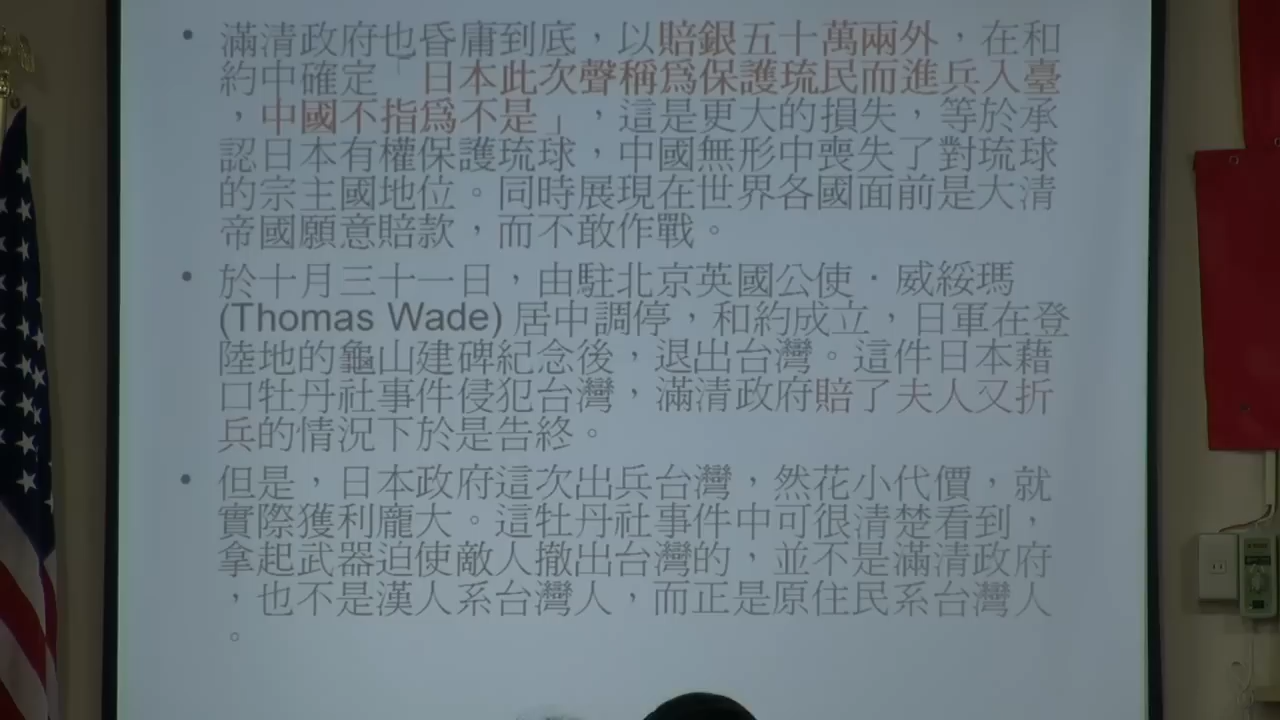 • 滿清政府也昏庸到底，以賠銀五十萬兩外，在和
約中確定「日本此次聲稱爲保護琉民而進兵入臺
，中國不指爲不是」，這是更大的損失，等於承
認日本有權保護琉球，中國無形中喪失了對琉球
的宗主國地位。同時展現在世界各國面前是大清
帝國願意賠款，而不敢作戰。
• 於十月三十一日，由駐北京英國公使．威綏瑪
(Thomas Wade) 居中調停，和約成立，日軍在登
陸地的龜山建碑紀念後，退出台灣。這件日本藉
口牡丹社事件侵犯台灣，滿清政府賠了夫人又折
兵的情況下於是告終。
• 但是，日本政府這次出兵台灣，然花小代價，就
實際獲利龐大。這牡丹社事件中可很清楚看到，
拿起武器迫使敵人撤出台灣的，並不是滿清政府
，也不是漢人系台灣人，而正是原住民系台灣人
。